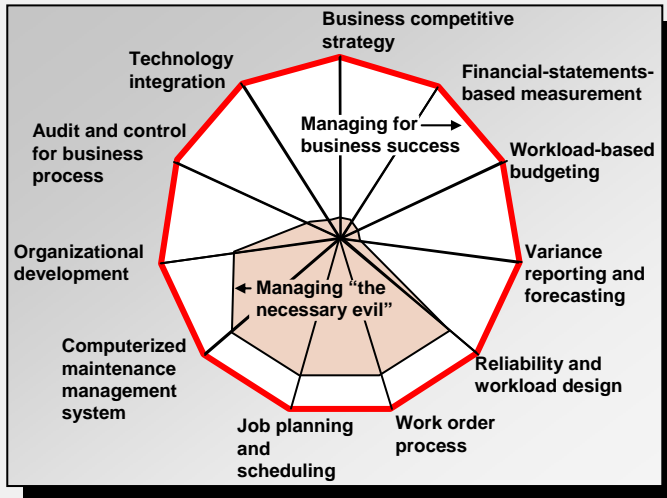 Business competitive
strategy
Technology
integration
Financial-statements-
based measurement
Audit and control
for business
process
Managing for
business success
Workload-based
budgeting
Organizational
development
Variance
reporting and
forecasting
Managing “the
necessary evil”
Computerized
maintenance
management
system
Reliability and
workload design
Job planning
and
scheduling
Work order
process